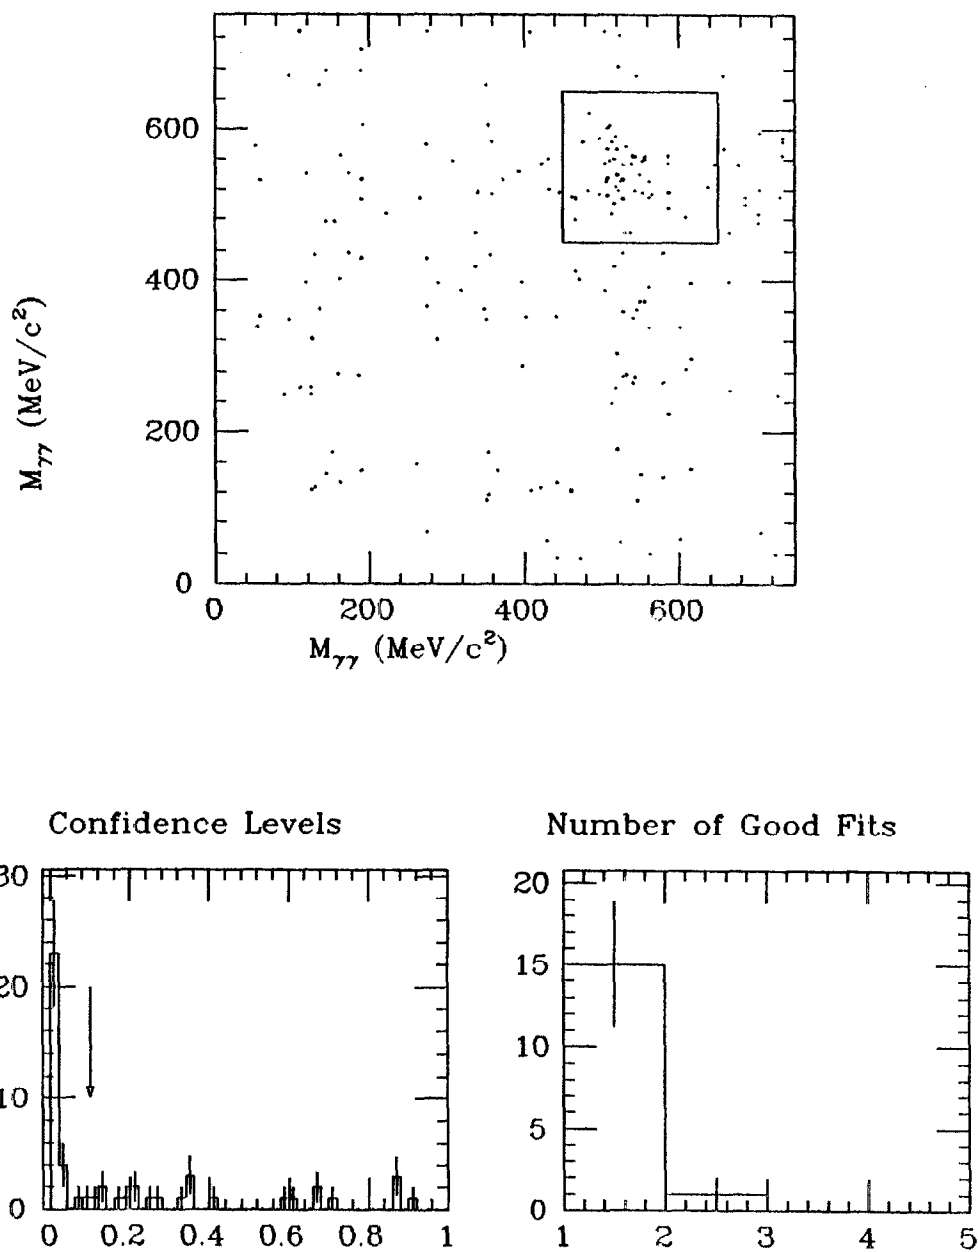 600
400
200
0
M_γγ (MeV/c²)
0 200 400 600
M_γγ (MeV/c²)
Confidence Levels
30
20
10
0
0 0.2 0.4 0.6 0.8 1
Number of Good Fits
20
15
10
5
0
1 2 3 4 5